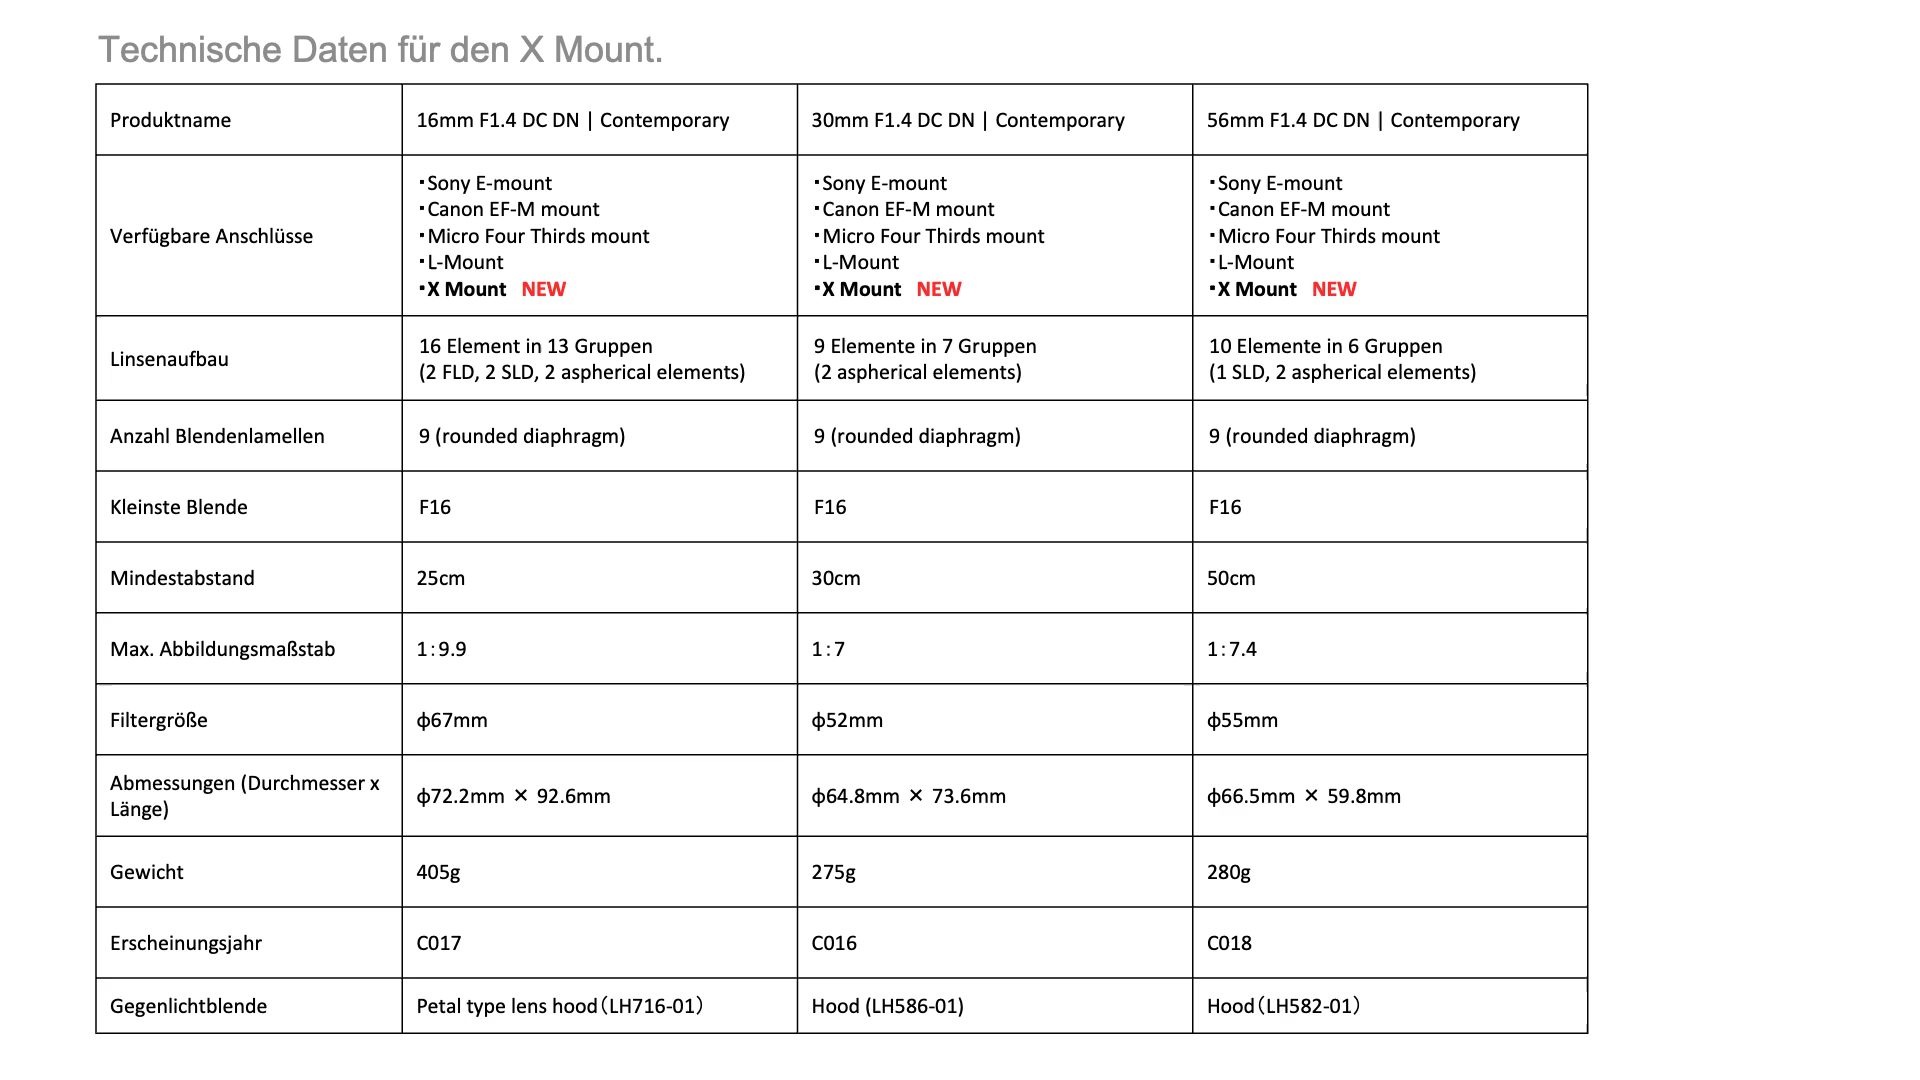 Technische Daten für den X Mount.
Produktname
16mm F1.4 DC DN | Contemporary
30mm F1.4 DC DN | Contemporary
56mm F1.4 DC DN | Contemporary
Verfügbare Anschlüsse
・Sony E-mount
・Canon EF-M mount
・Micro Four Thirds mount
・L-Mount
・X Mount NEW
・Sony E-mount
・Canon EF-M mount
・Micro Four Thirds mount
・L-Mount
・X Mount NEW
・Sony E-mount
・Canon EF-M mount
・Micro Four Thirds mount
・L-Mount
・X Mount NEW
Linsenaufbau
16 Element in 13 Gruppen
(2 FLD, 2 SLD, 2 aspherical elements)
9 Elemente in 7 Gruppen
(2 aspherical elements)
10 Elemente in 6 Gruppen
(1 SLD, 2 aspherical elements)
Anzahl Blendenlamellen
9 (rounded diaphragm)
9 (rounded diaphragm)
9 (rounded diaphragm)
Kleinste Blende
F16
F16
F16
Mindestabstand
25cm
30cm
50cm
Max. Abbildungsmaßstab
1:9.9
1:7
1:7.4
Filtergröße
φ67mm
φ52mm
φ55mm
Abmessungen (Durchmesser x
Länge)
φ72.2mm × 92.6mm
φ64.8mm × 73.6mm
φ66.5mm × 59.8mm
Gewicht
405g
275g
280g
Erscheinungsjahr
C017
C016
C018
Gegenlichtblende
Petal type lens hood（LH716-01）
Hood (LH586-01)
Hood（LH582-01）